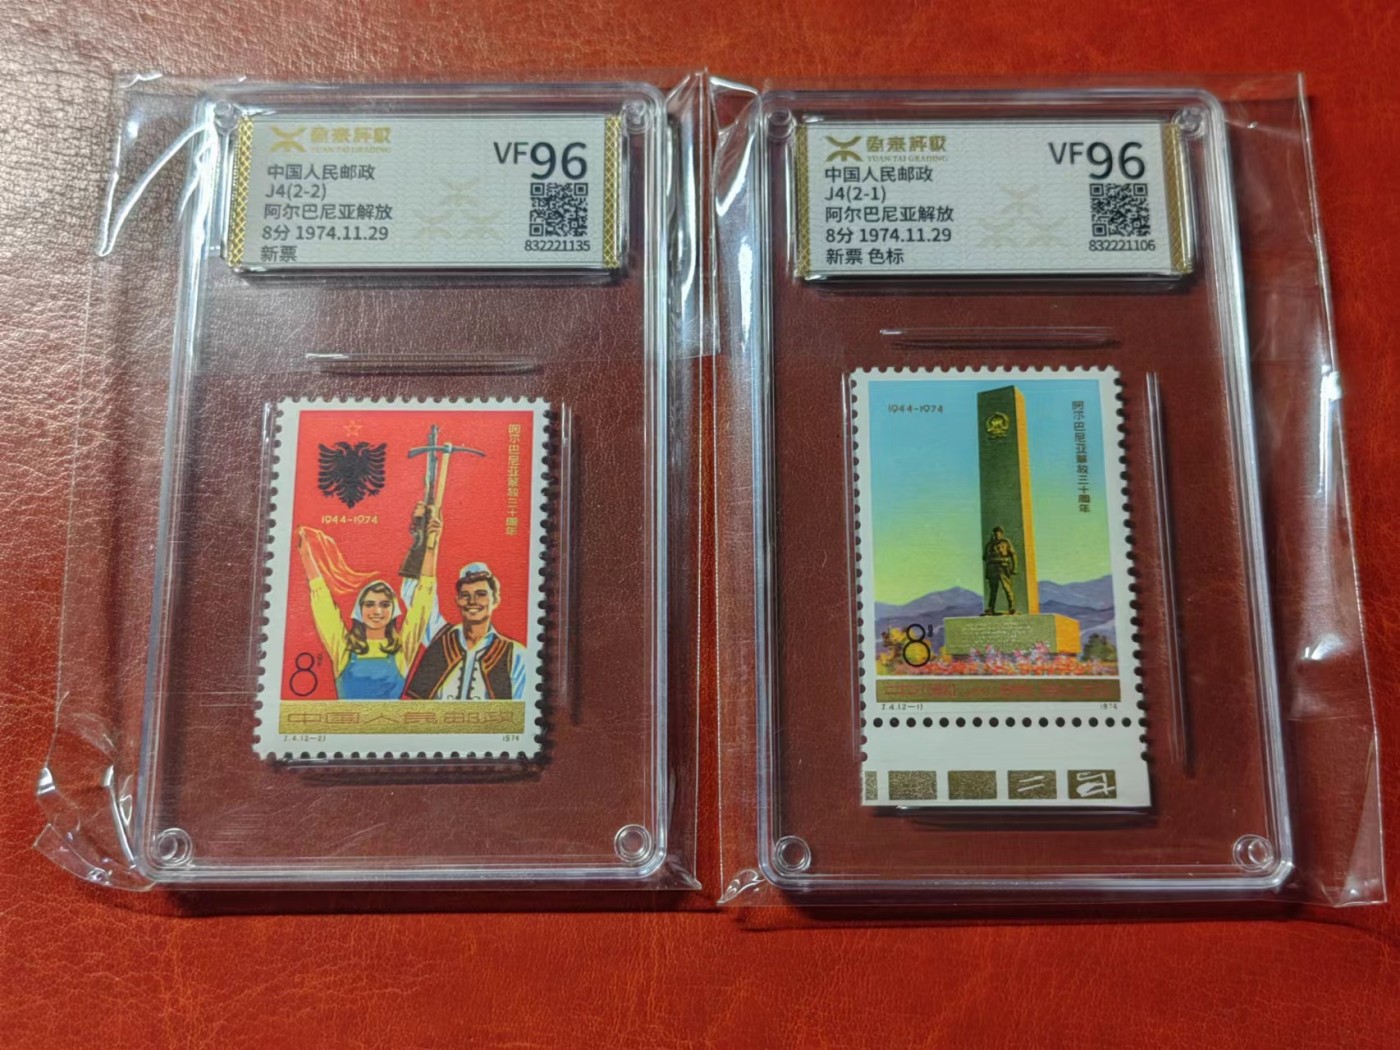 源泰評級
YUAN TAI GRADING
中国人民邮政
J4(2-2)
阿尔巴尼亚解放
8分 1974.11.29
新票
VF96
832221135
阿尔巴尼亚解放三十周年
1944-1974
8分
中国人民邮政
J.4.(2-2)
1974
源泰評級
YUAN TAI GRADING
中国人民邮政
J4(2-1)
阿尔巴尼亚解放
8分 1974.11.29
新票 色标
VF96
832221106
1944-1974
阿尔巴尼亚解放三十周年
8分
中国人民邮政
J.4.(2-1)
1974